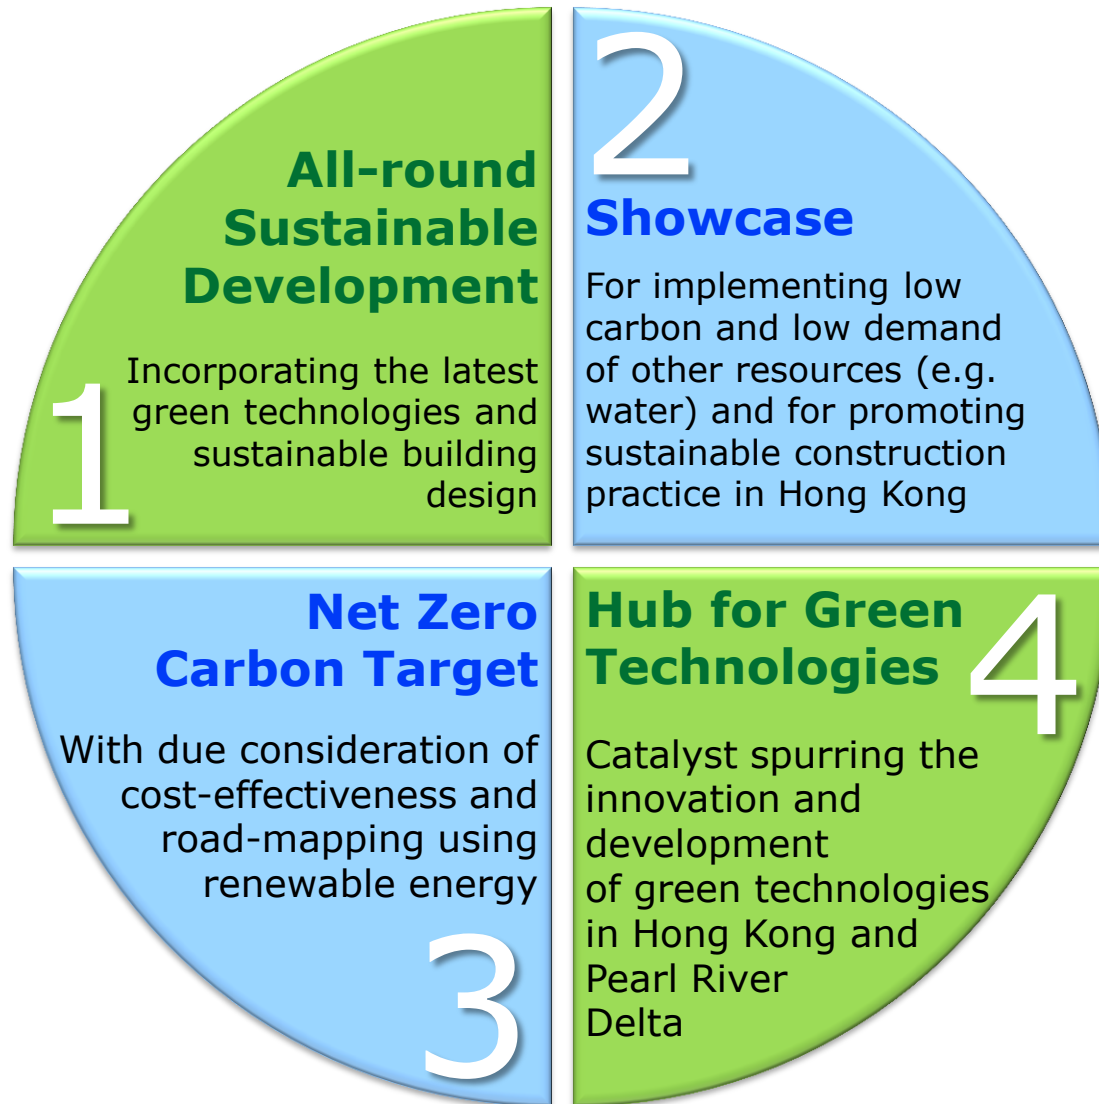 1
All-round
Sustainable
Development
Incorporating the latest
green technologies and
sustainable building
design
2
Showcase
For implementing low
carbon and low demand
of other resources (e.g.
water) and for promoting
sustainable construction
practice in Hong Kong
Net Zero
Carbon Target
With due consideration of
cost-effectiveness and
road-mapping using
renewable energy
3
Hub for Green
Technologies
4
Catalyst spurring the
innovation and
development
of green technologies
in Hong Kong and
Pearl River
Delta